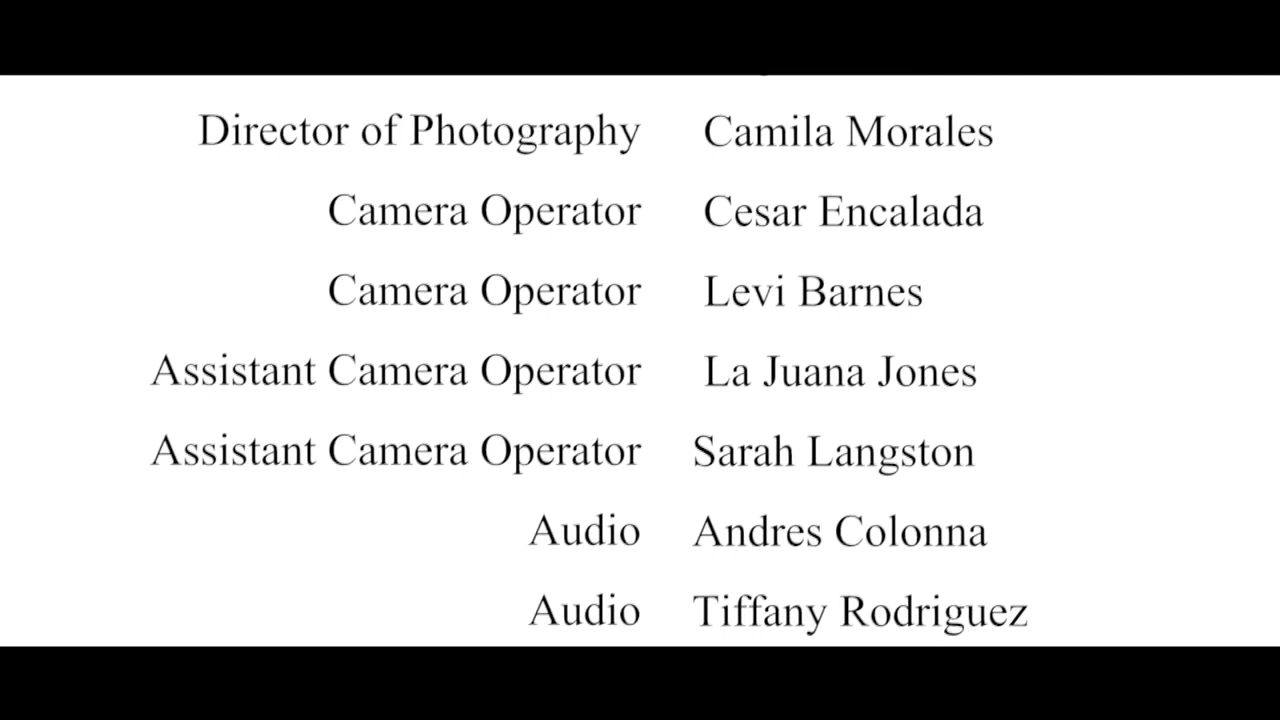 Director of Photography Camila Morales
Camera Operator Cesar Encalada
Camera Operator Levi Barnes
Assistant Camera Operator La Juana Jones
Assistant Camera Operator Sarah Langston
Audio Andres Colonna
Audio Tiffany Rodriguez